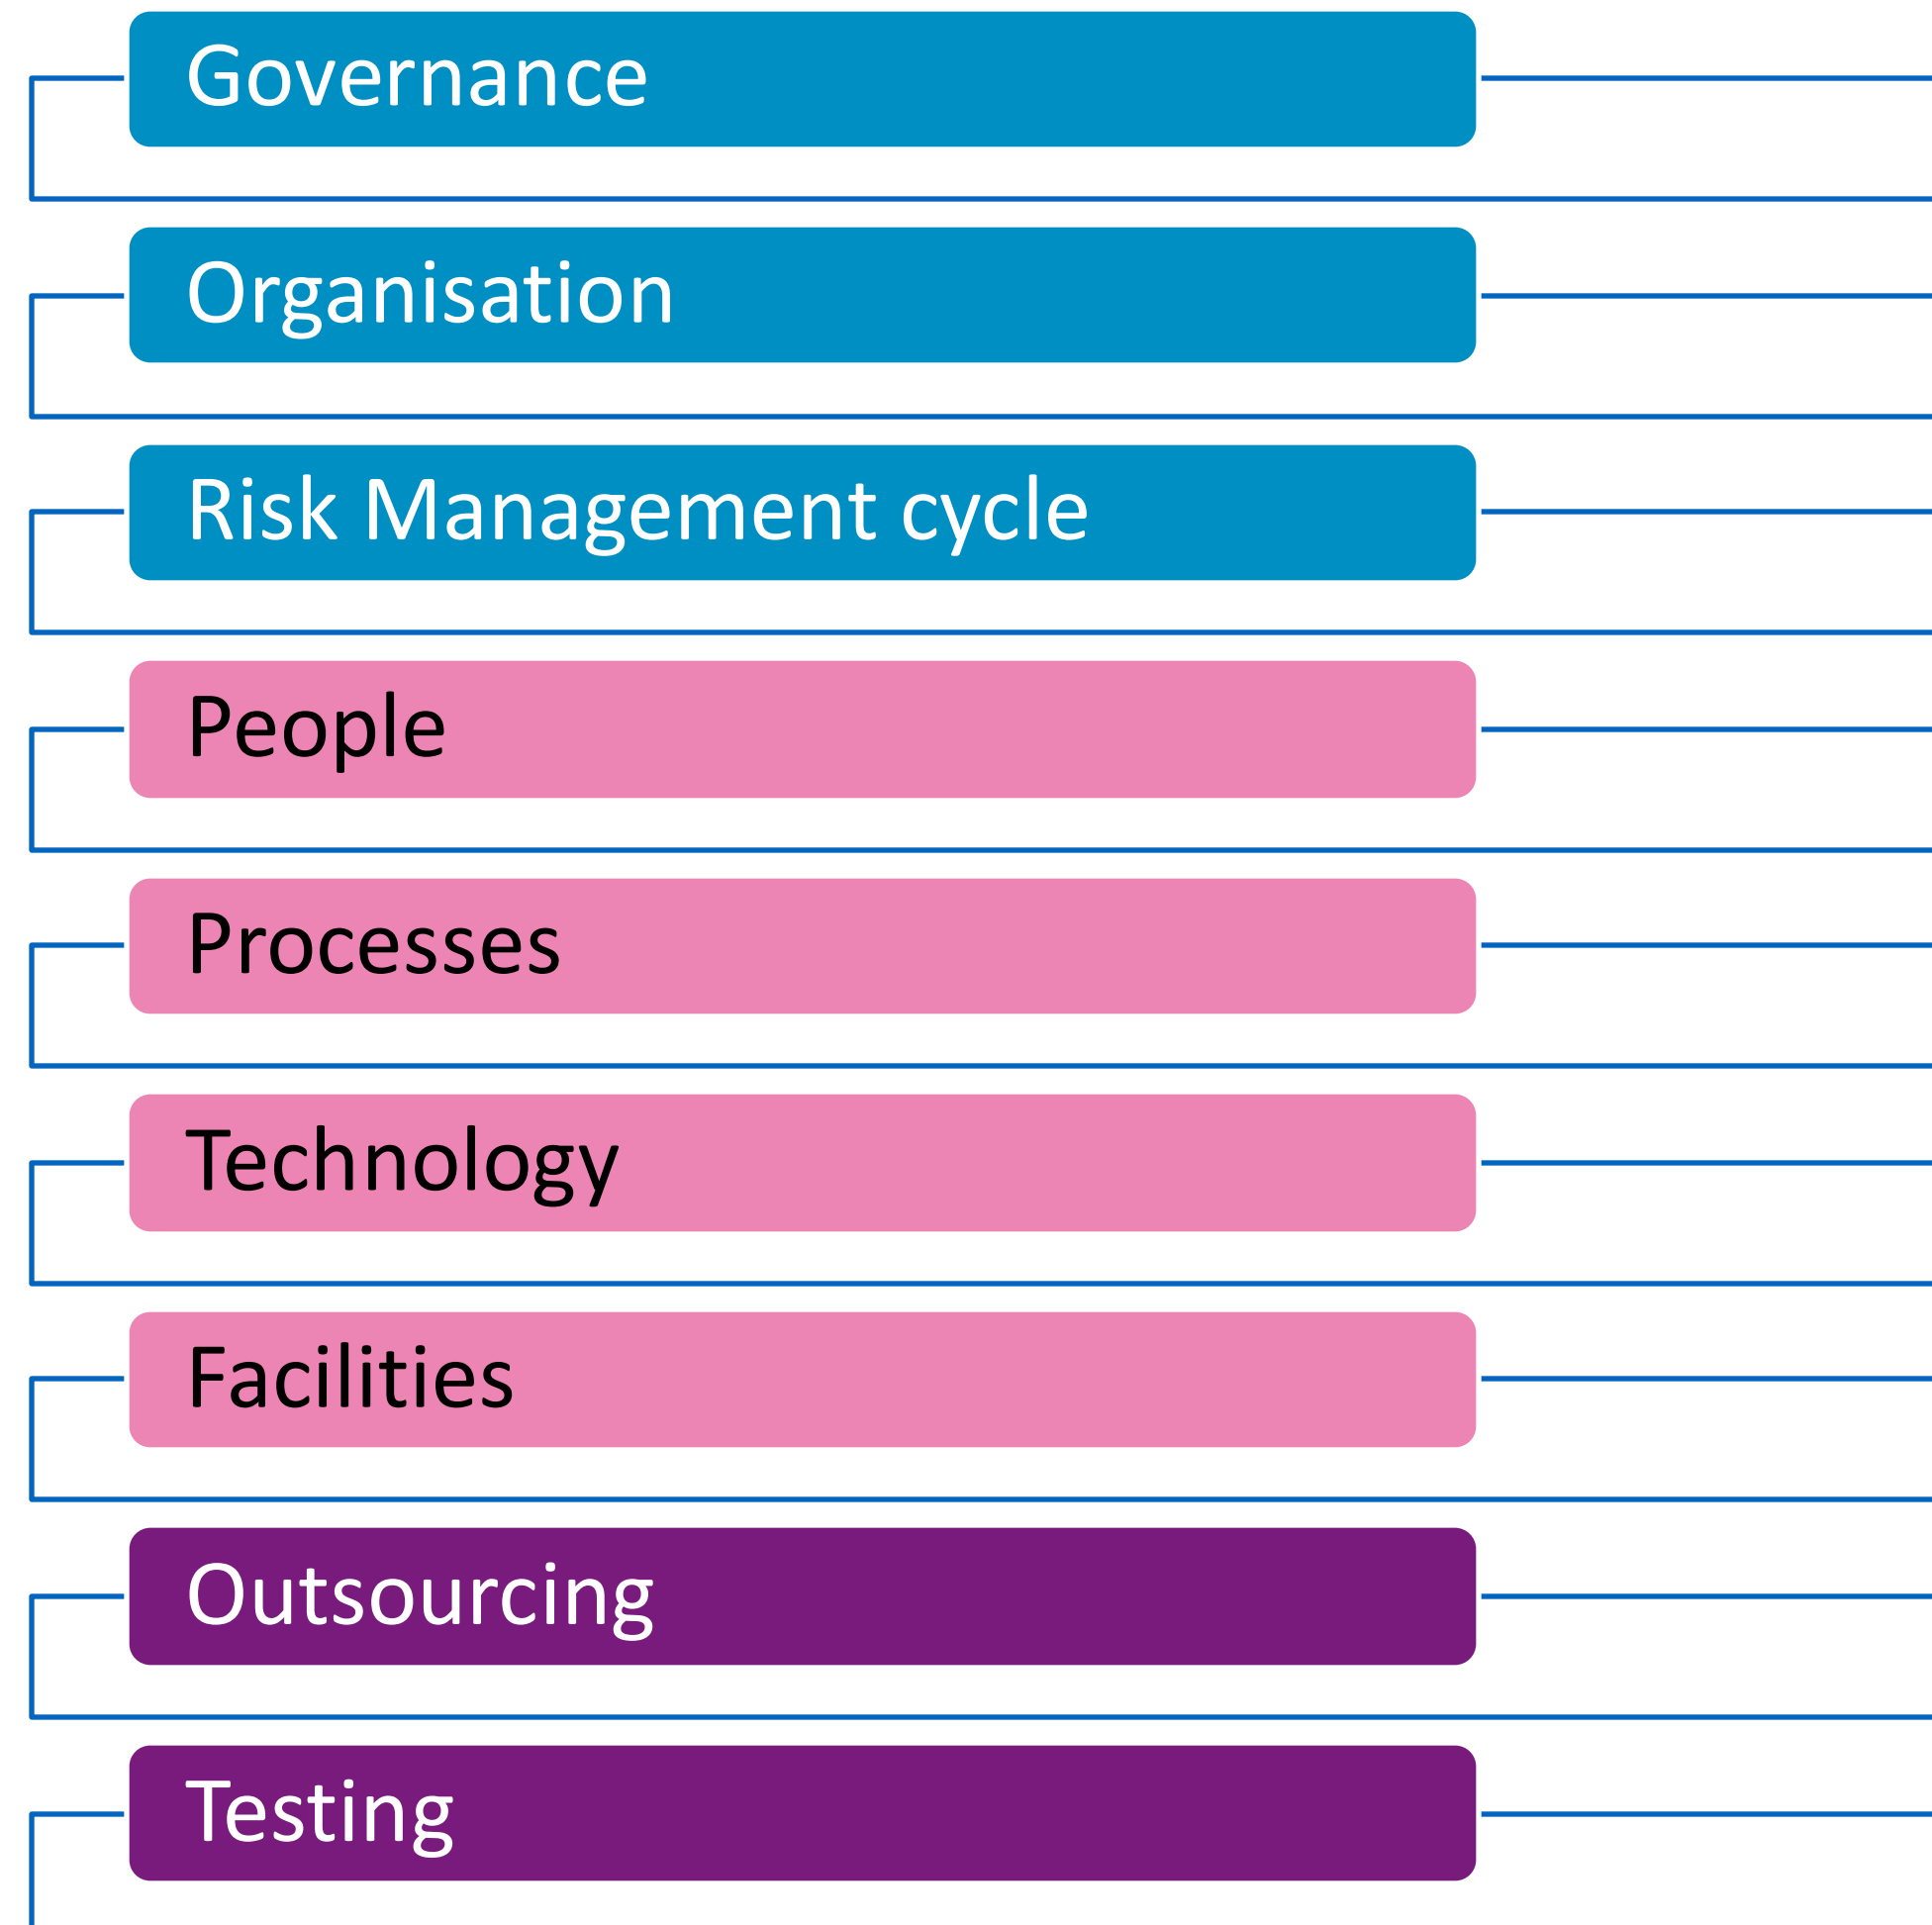 Governance
Organisation
Risk Management cycle
People
Processes
Technology
Facilities
Outsourcing
Testing